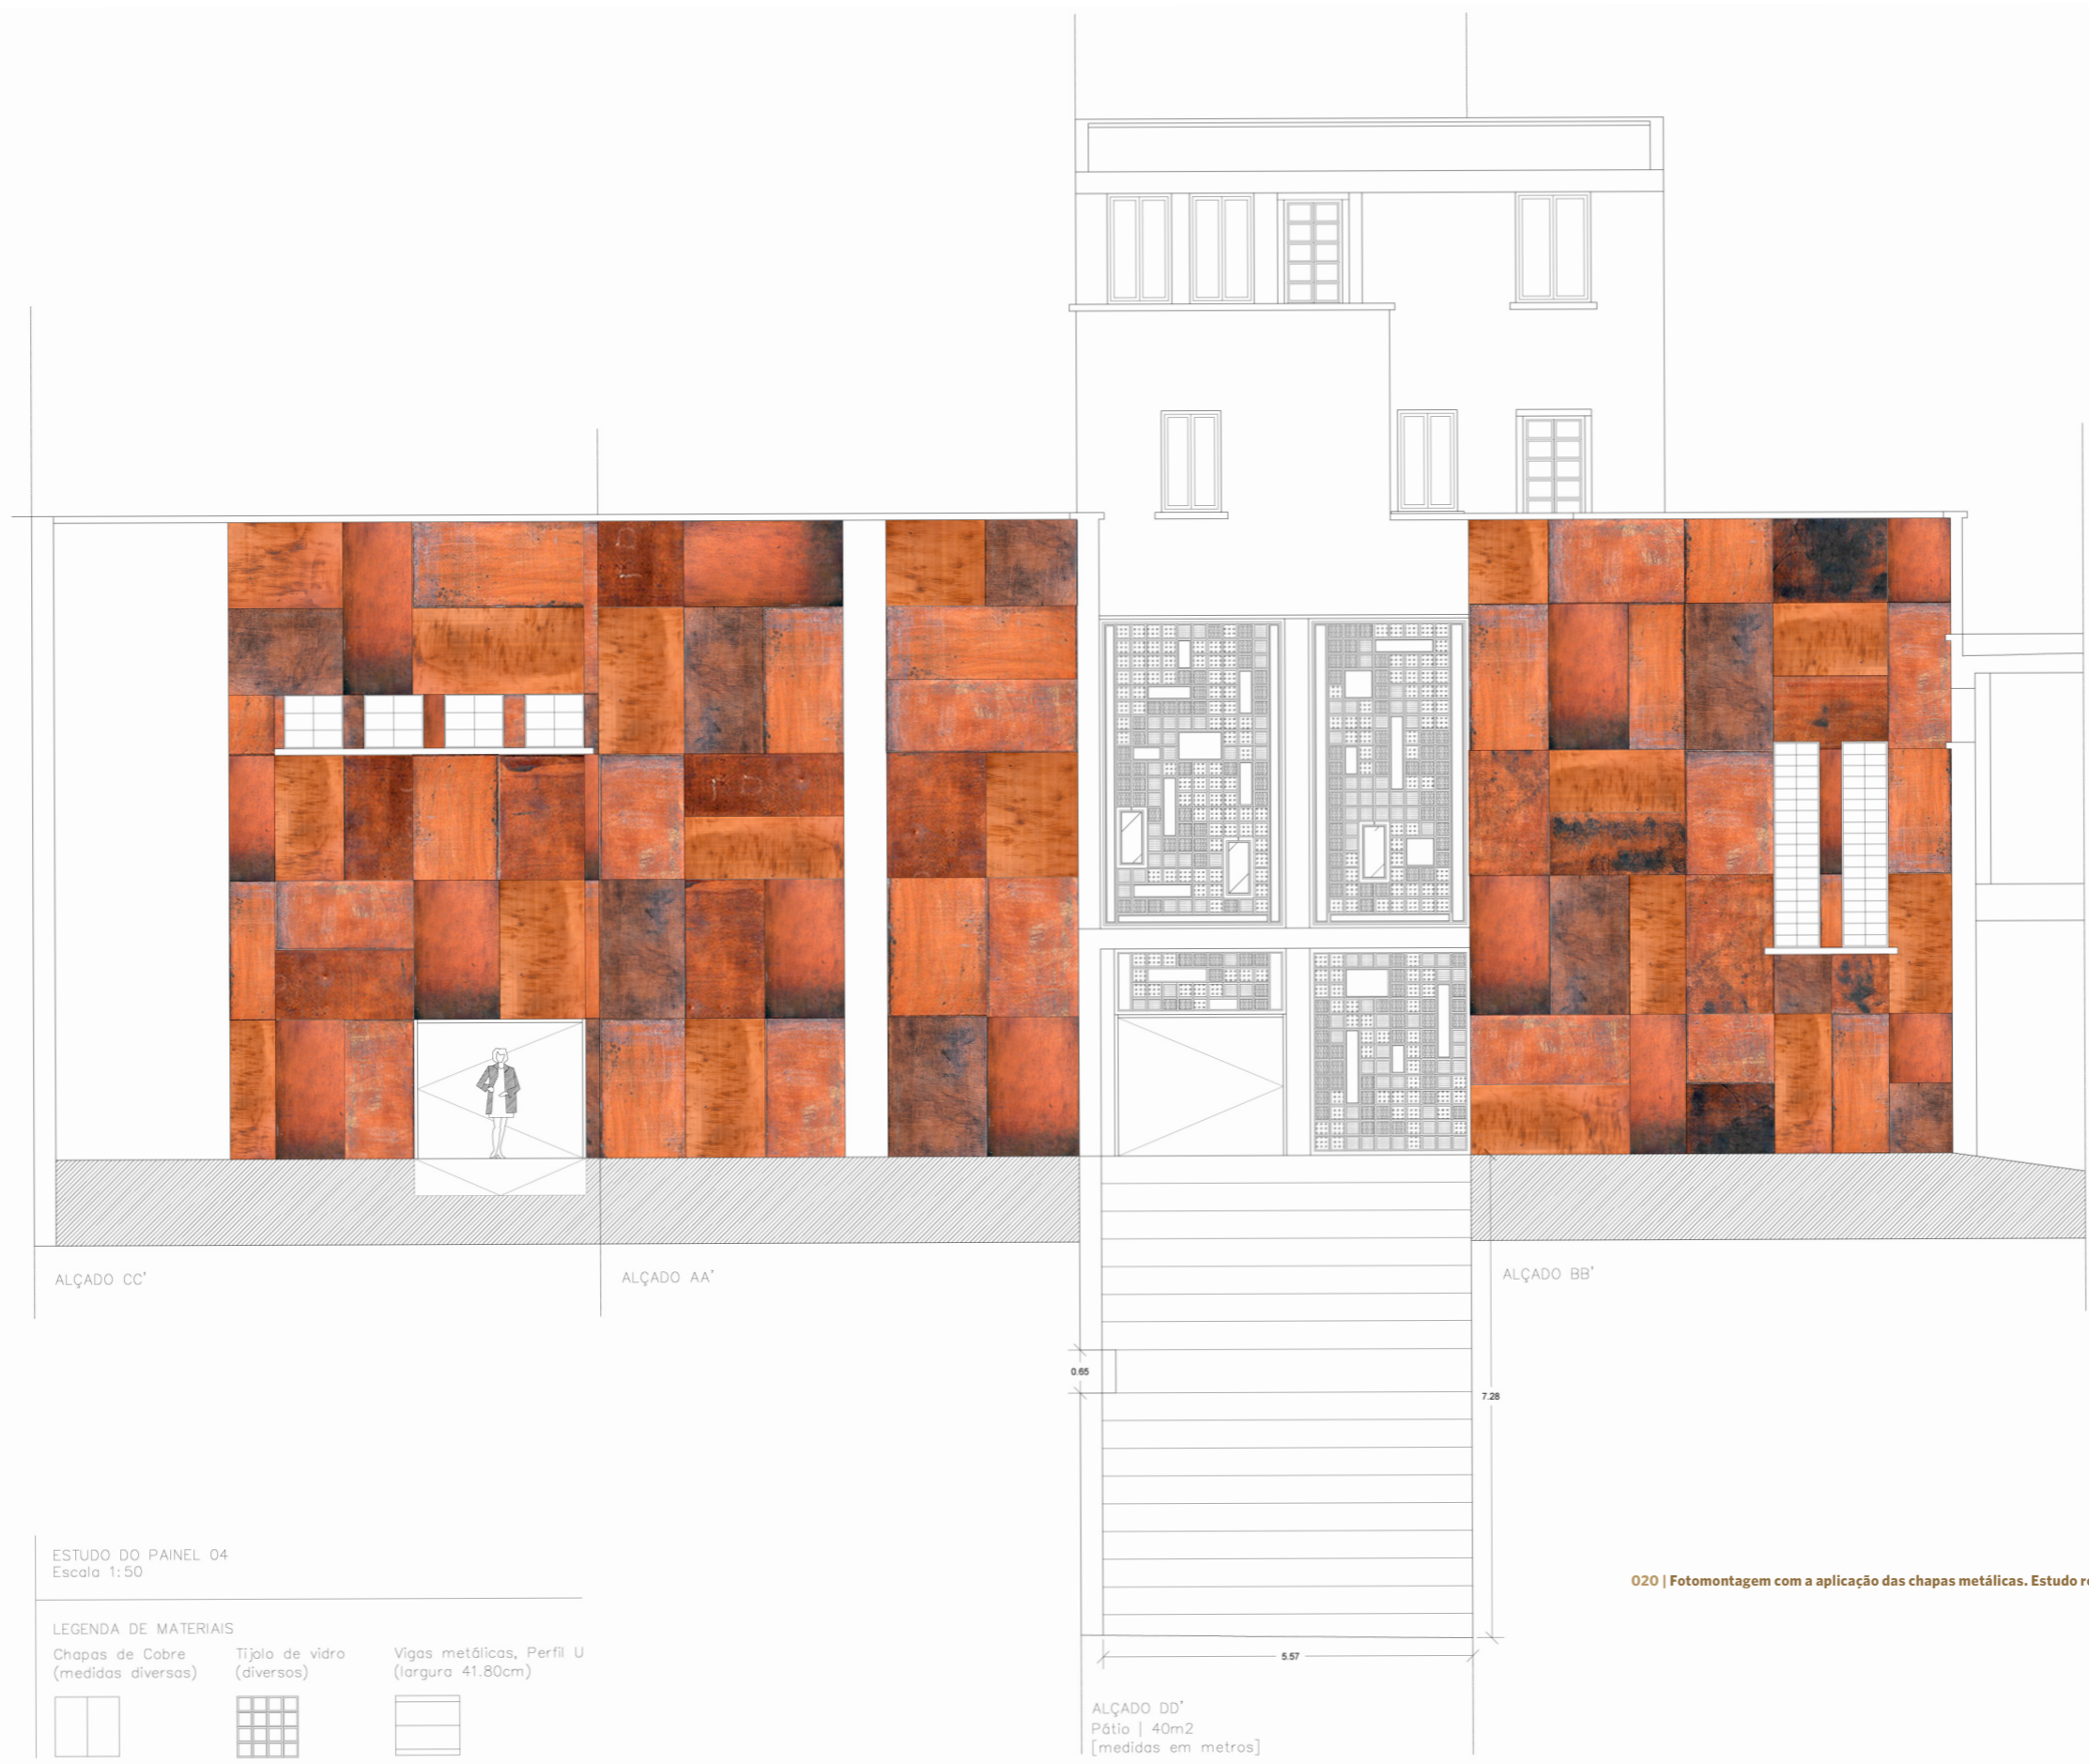 ALÇADO CC'
ALÇADO AA'
ALÇADO BB'
0.65
7.28
5.57
ESTUDO DO PAINEL 04
Escala 1:50
020 | Fotomontagem com a aplicação das chapas metálicas. Estudo
LEGENDA DE MATERIAIS
Chapas de Cobre
(medidas diversas)
Tijolo de vidro
(diversos)
Vigas metálicas, Perfil U
(largura 41.80cm)
ALÇADO DD'
Pátio | 40m2
[medidas em metros]